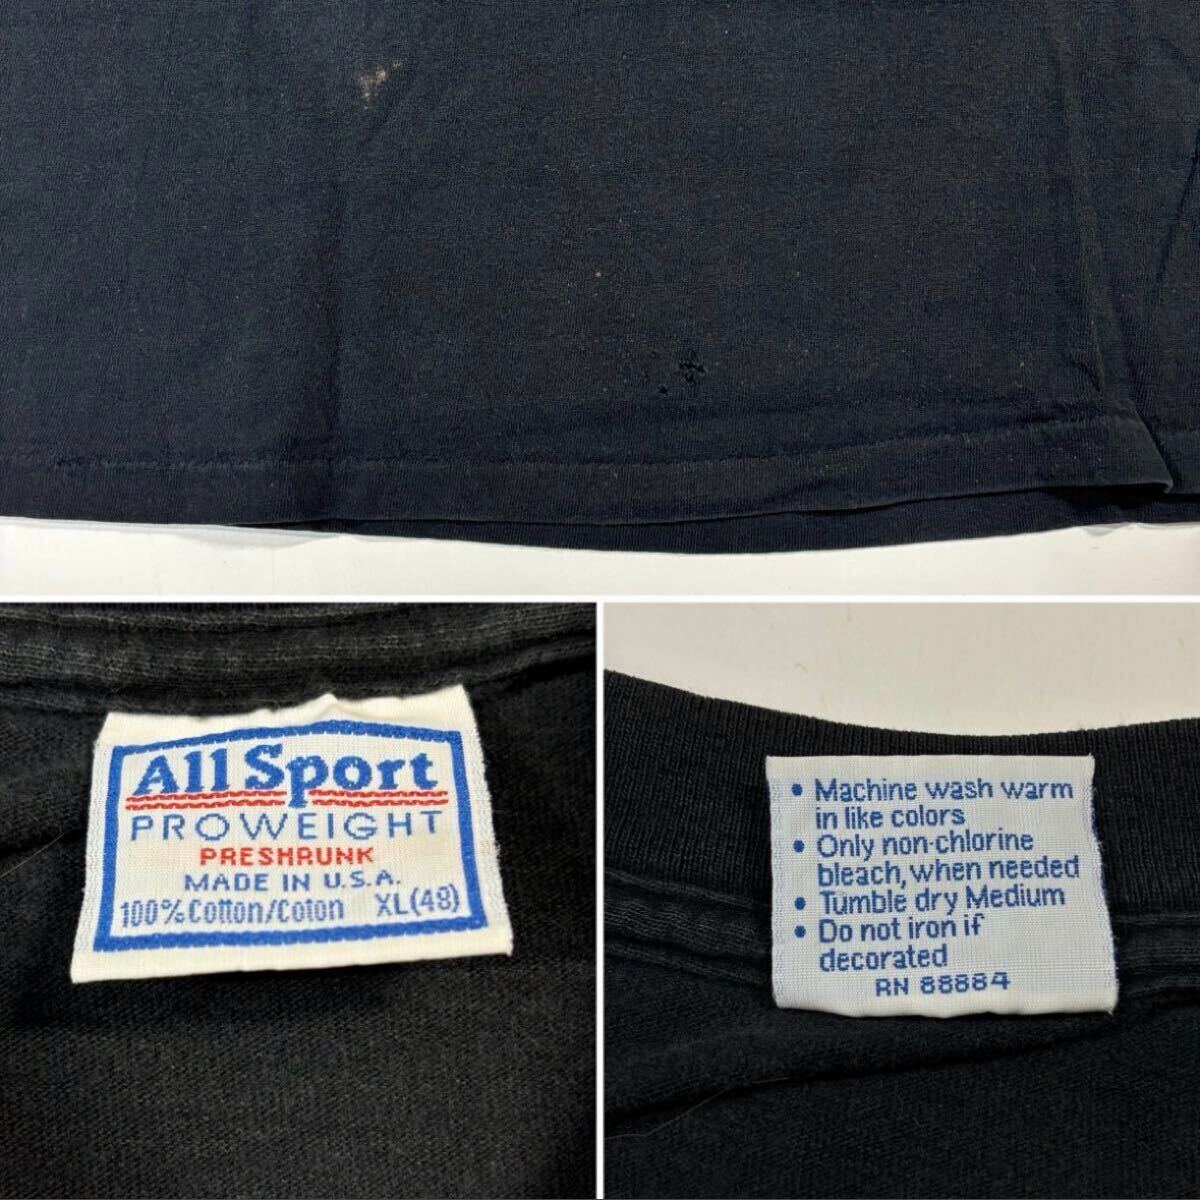 All Sport
PROWEIGHT
PRESHRUNK
MADE IN U.S.A.
100% Cotton/Coton XL(48)
• Machine wash warm
in like colors
• Only non-chlorine
bleach, when needed
• Tumble dry Medium
• Do not iron if
decorated
RN 88884